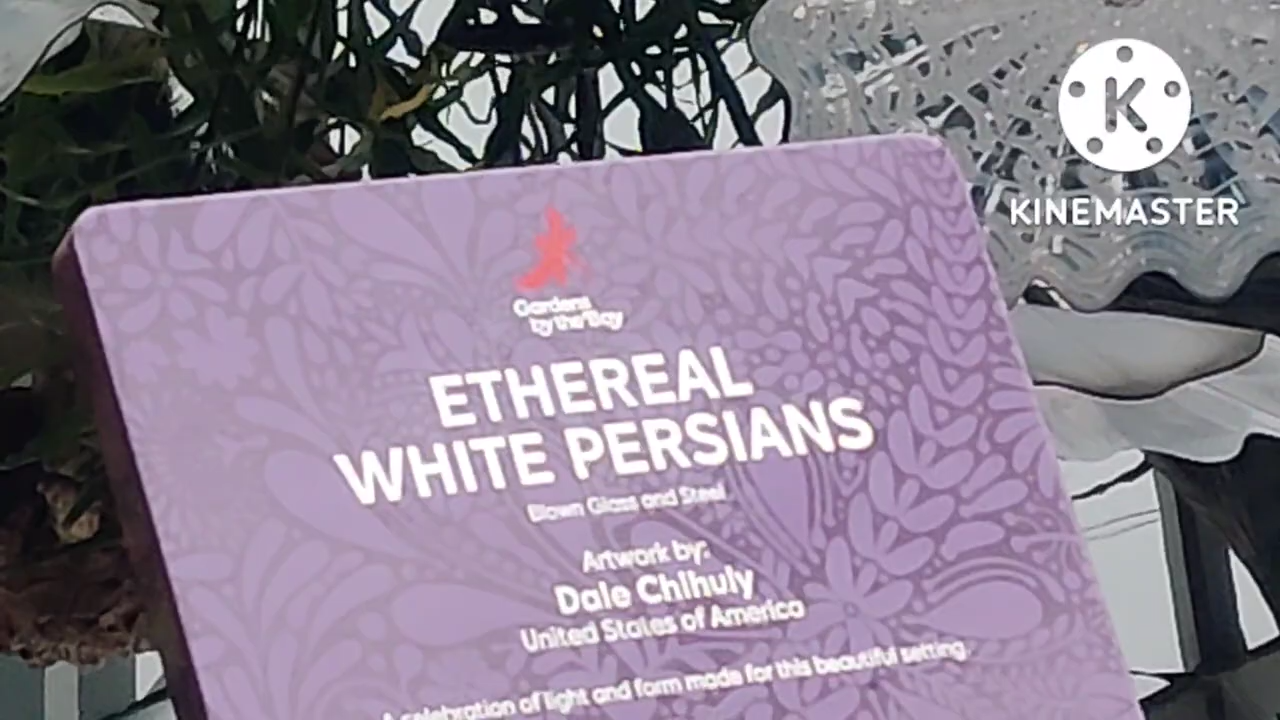 K
KINEMASTER
Gardens
by the Bay
ETHEREAL
WHITE PERSIANS
Blown Glass and Steel
Artwork by:
Dale Chihuly
United States of America
A celebration of light and form made for this beautiful setting.